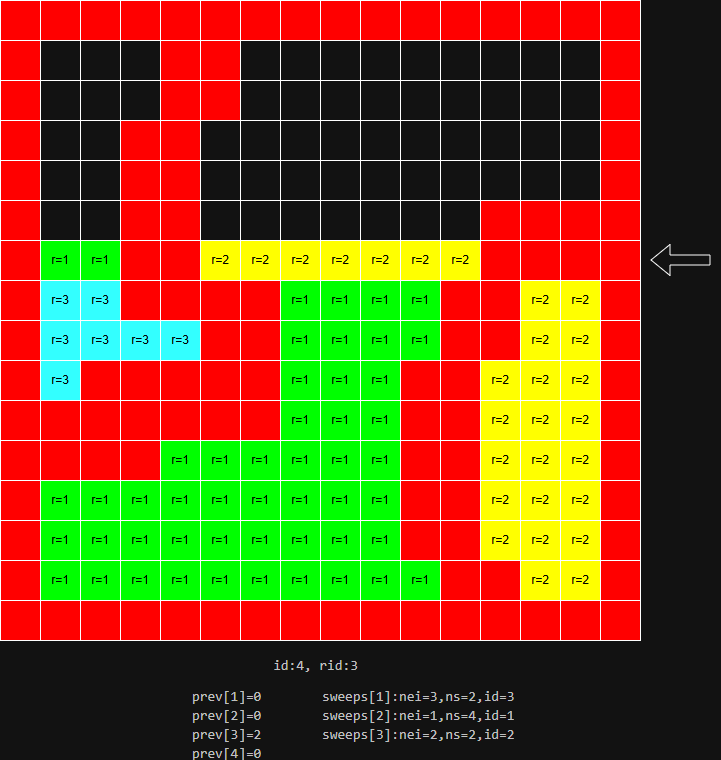 r=1 r=1 r=2 r=2 r=2 r=2 r=2 r=2 r=2
r=3 r=3 r=1 r=1 r=1 r=1 r=2 r=2
r=3 r=3 r=3 r=3 r=1 r=1 r=1 r=1 r=2 r=2
r=3 r=1 r=1 r=1 r=2 r=2 r=2
r=1 r=1 r=1 r=2 r=2 r=2
r=1 r=1 r=1 r=1 r=1 r=1 r=2 r=2 r=2
r=1 r=1 r=1 r=1 r=1 r=1 r=1 r=1 r=1 r=2 r=2 r=2
r=1 r=1 r=1 r=1 r=1 r=1 r=1 r=1 r=1 r=2 r=2 r=2
r=1 r=1 r=1 r=1 r=1 r=1 r=1 r=1 r=1 r=1 r=2 r=2
id:4, rid:3
prev[1]=0 sweeps[1]:nei=3,ns=2,id=3
prev[2]=0 sweeps[2]:nei=1,ns=4,id=1
prev[3]=2 sweeps[3]:nei=2,ns=2,id=2
prev[4]=0